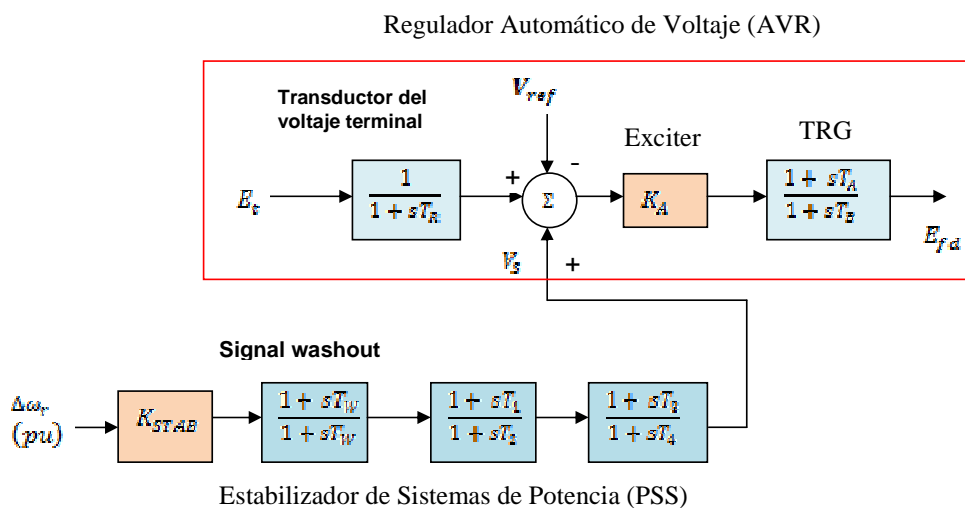 Regulador Automático de Voltaje (AVR)
Transductor del
voltaje terminal
V_ref
Exciter
TRG
-
+
E_t
1
1 + sT_R
Σ
K_A
1 + sT_A
1 + sT_B
E_fd
V_S
+
Signal washout
Δω_r
(pu)
K_STAB
1 + sT_W
1 + sT_W
1 + sT_1
1 + sT_2
1 + sT_4
Estabilizador de Sistemas de Potencia (PSS)